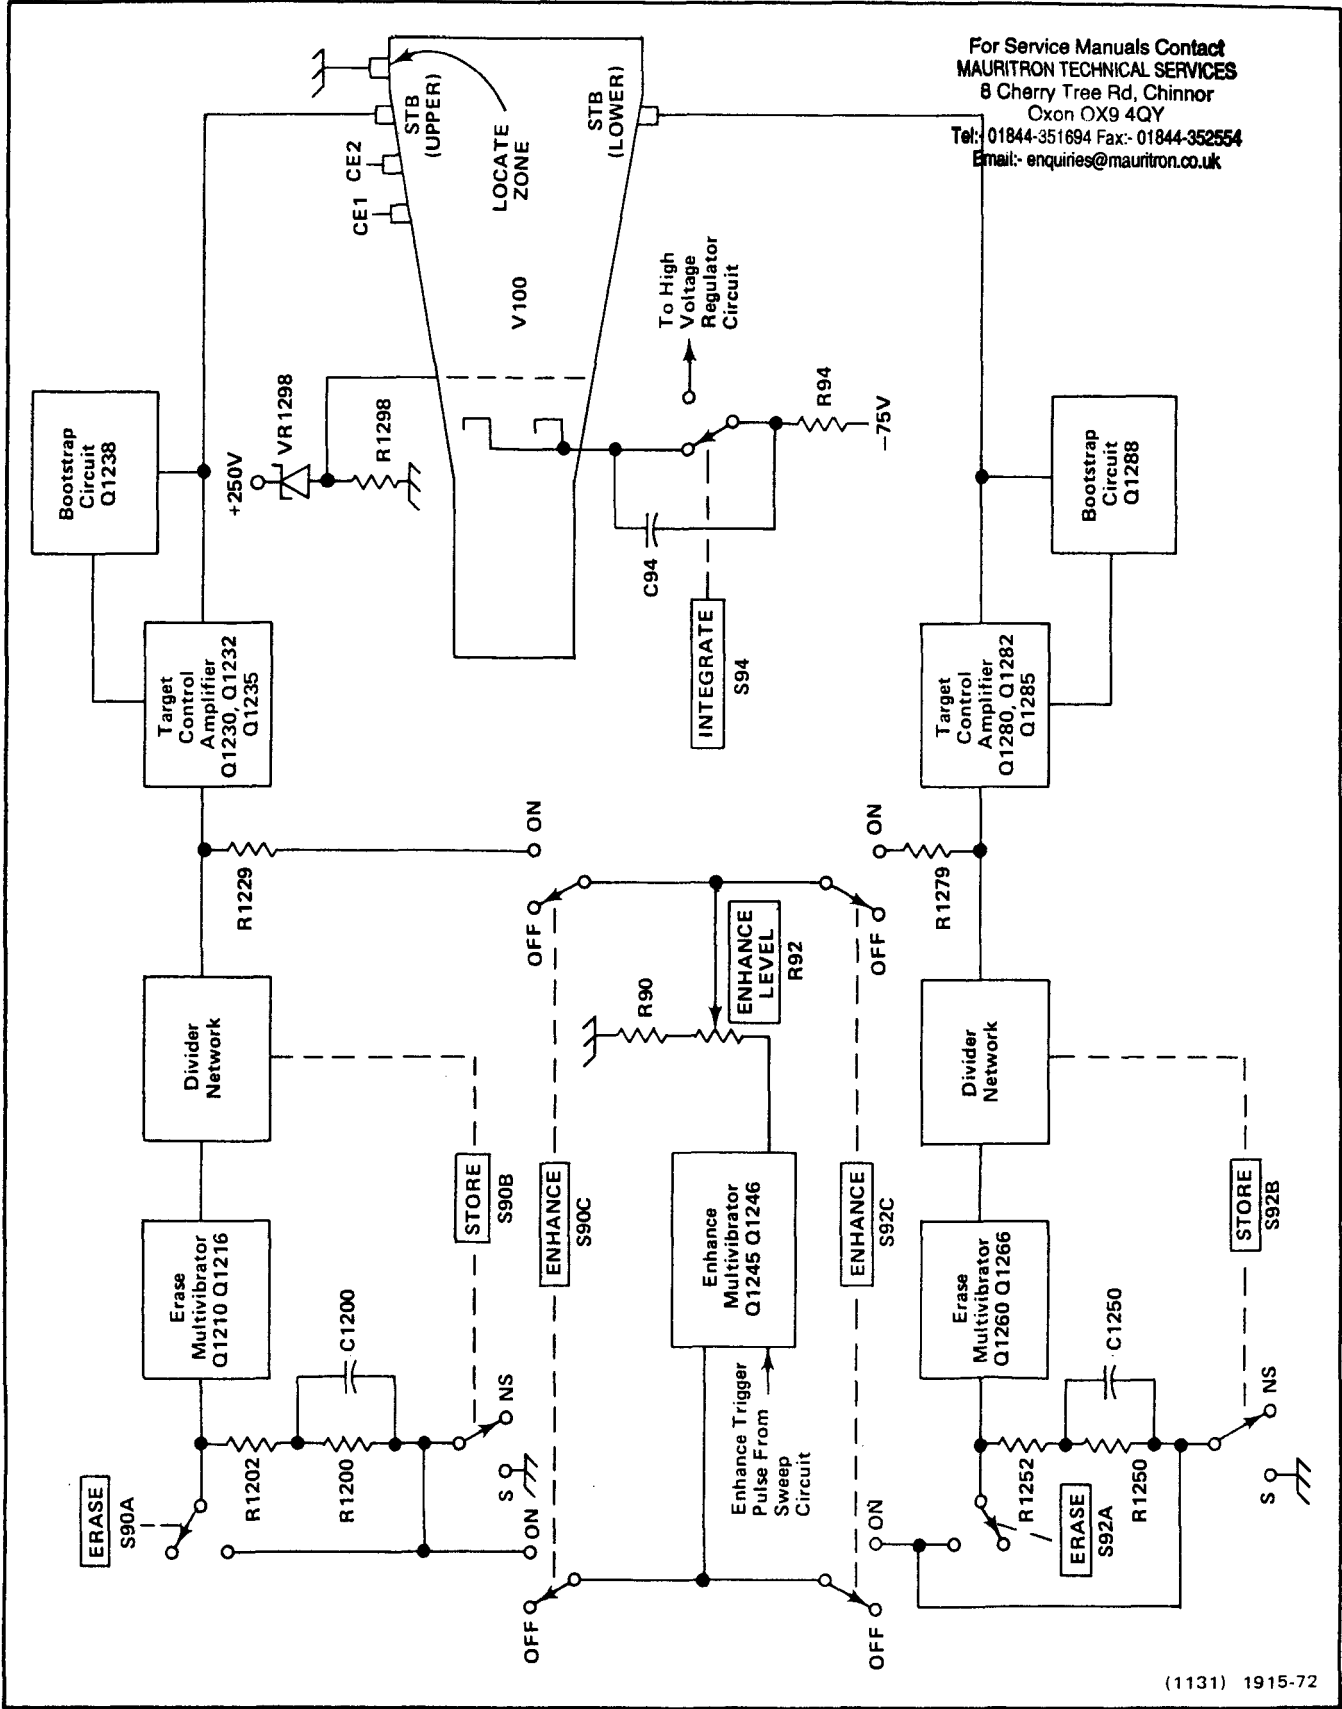 For Service Manuals Contact
MAURITRON TECHNICAL SERVICES
8 Cherry Tree Rd, Chinnor
Oxon OX9 4QY
Tel:- 01844-351694 Fax:- 01844-352554
Email:- enquiries@mauritron.co.uk
ERASE
S90A
R1202
R1200
C1200
Erase
Multivibrator
Q1210 Q1216
S
NS
ON
OFF
STORE
S90B
Divider
Network
R1229
Target
Control
Amplifier
Q1230, Q1232
Q1235
Bootstrap
Circuit
Q1238
ENHANCE
S90C
OFF
ON
+250V
VR1298
R1298
CE1
CE2
STB
(UPPER)
LOCATE
ZONE
STB
(LOWER)
V100
C94
INTEGRATE
S94
To High
Voltage
Regulator
Circuit
R94
-75V
Enhance Trigger
Pulse From
Sweep
Circuit
Enhance
Multivibrator
Q1245 Q1246
R90
ENHANCE
LEVEL
R92
OFF
ON
ENHANCE
S92C
OFF
ON
ERASE
S92A
R1252
R1250
C1250
Erase
Multivibrator
Q1260 Q1266
S
NS
STORE
S92B
Divider
Network
R1279
Target
Control
Amplifier
Q1280, Q1282
Q1285
Bootstrap
Circuit
Q1288
(1131) 1915-72